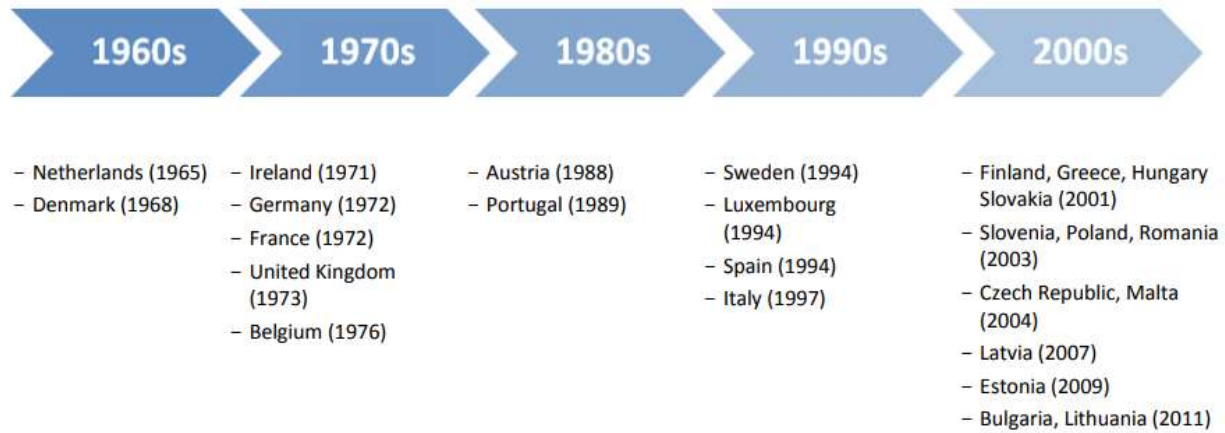 1960s
1970s
1980s
1990s
2000s
– Netherlands (1965)
– Denmark (1968)
– Ireland (1971)
– Germany (1972)
– France (1972)
– United Kingdom
(1973)
– Belgium (1976)
– Austria (1988)
– Portugal (1989)
– Sweden (1994)
– Luxembourg
(1994)
– Spain (1994)
– Italy (1997)
– Finland, Greece, Hungary
Slovakia (2001)
– Slovenia, Poland, Romania
(2003)
– Czech Republic, Malta
(2004)
– Latvia (2007)
– Estonia (2009)
– Bulgaria, Lithuania (2011)